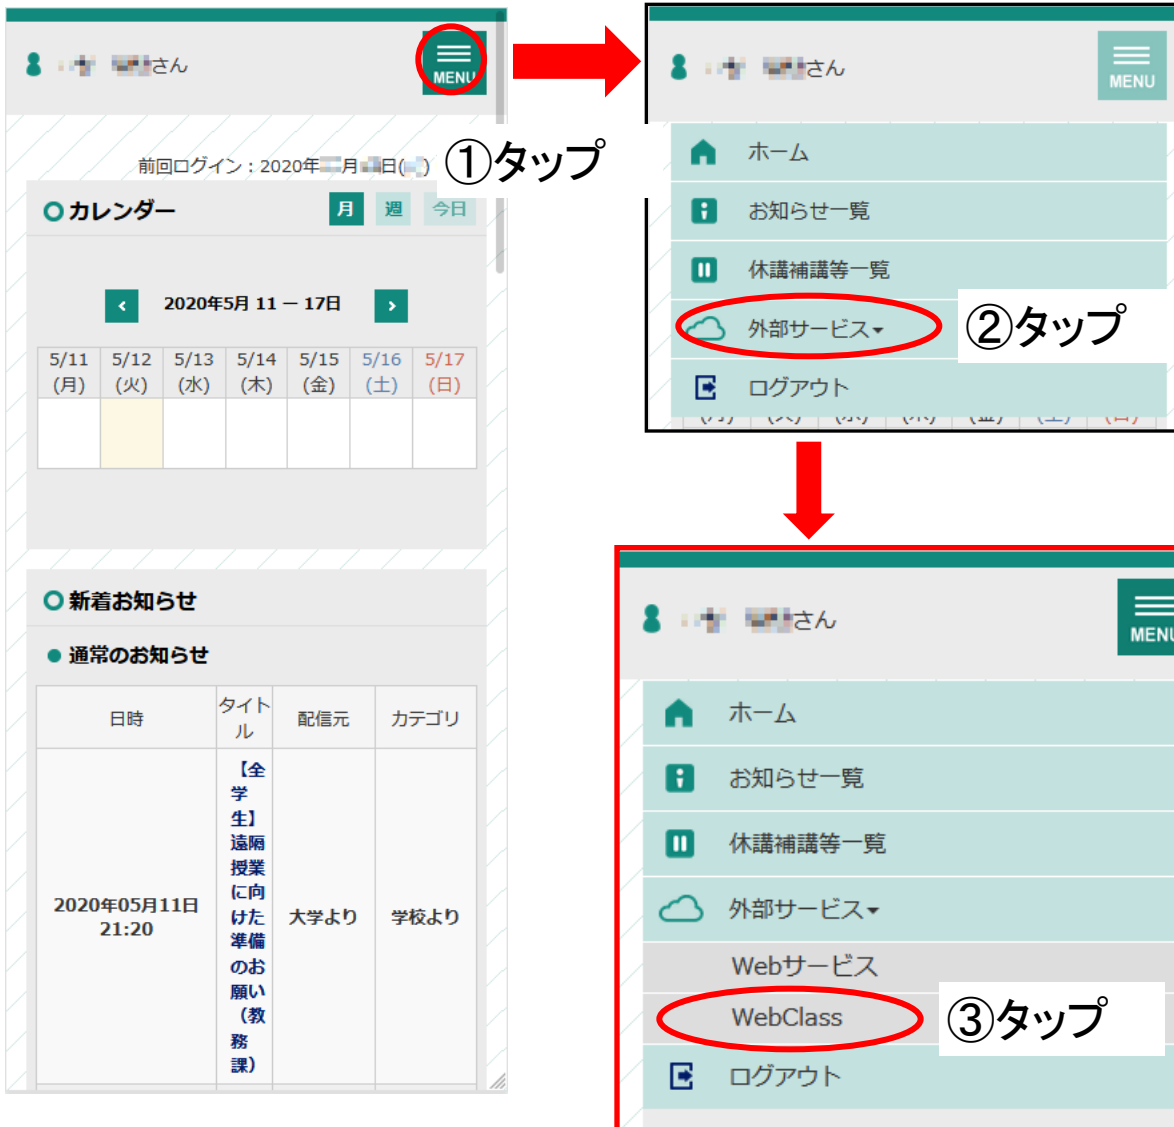 さん
MENU
①タップ
前回ログイン：2020年 月 日( )
カレンダー
月 週 今日
2020年5月 11 — 17日
5/11 5/12 5/13 5/14 5/15 5/16 5/17
(月) (火) (水) (木) (金) (土) (日)
新着お知らせ
通常のお知らせ
日時 タイト 配信元 カテゴリ
ル
【全
学
生】
遠隔
授業
に向
2020年05月11日 けた 大学より 学校より
21:20 準備
のお
願い
（教
務
課）
さん
MENU
ホーム
お知らせ一覧
休講補講等一覧
外部サービス▾
②タップ
ログアウト
(月) (火) (水) (木) (金) (土) (日)
さん
MENU
ホーム
お知らせ一覧
休講補講等一覧
外部サービス▾
Webサービス
WebClass
③タップ
ログアウト